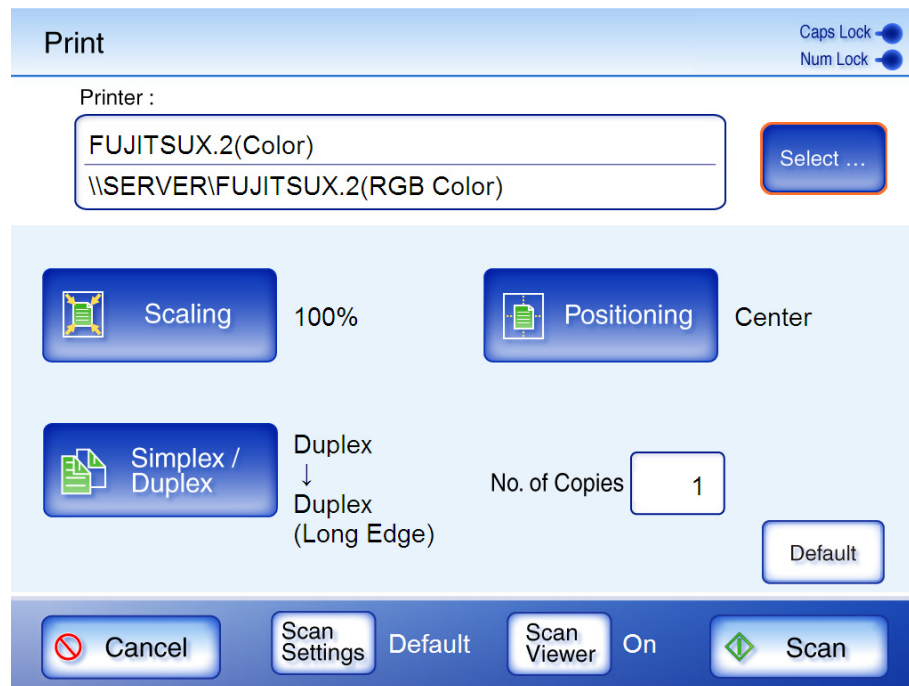 Print
Caps Lock
Num Lock
Printer :
FUJITSUX.2(Color)
\\SERVER\FUJITSUX.2(RGB Color)
Select ...
Scaling
100%
Positioning
Center
Simplex /
Duplex
Duplex
↓
Duplex
(Long Edge)
No. of Copies
1
Default
Cancel
Scan
Settings
Default
Scan
Viewer
On
Scan